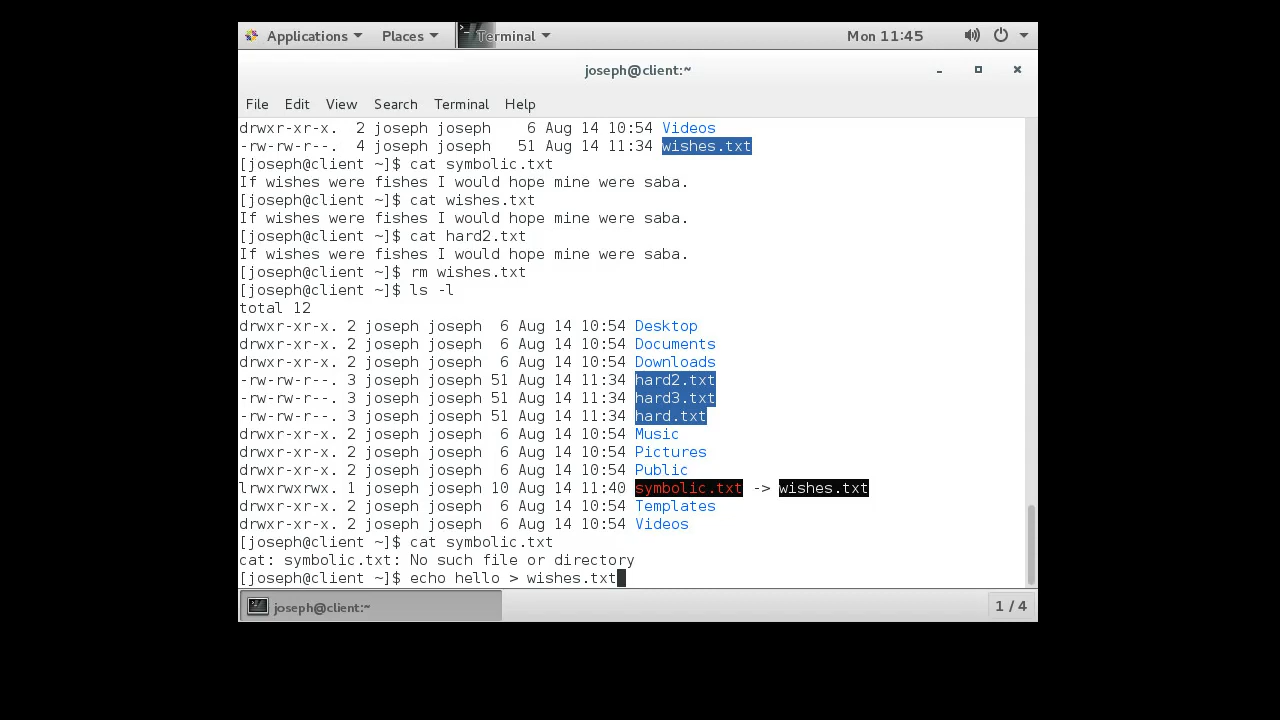 Applications Places Terminal Mon 11:45
joseph@client:~
File Edit View Search Terminal Help
drwxr-xr-x.  2 joseph joseph    6 Aug 14 10:54 Videos
-rw-rw-r--.  4 joseph joseph   51 Aug 14 11:34 wishes.txt
[joseph@client ~]$ cat symbolic.txt
If wishes were fishes I would hope mine were saba.
[joseph@client ~]$ cat wishes.txt
If wishes were fishes I would hope mine were saba.
[joseph@client ~]$ cat hard2.txt
If wishes were fishes I would hope mine were saba.
[joseph@client ~]$ rm wishes.txt
[joseph@client ~]$ ls -l
total 12
drwxr-xr-x. 2 joseph joseph  6 Aug 14 10:54 Desktop
drwxr-xr-x. 2 joseph joseph  6 Aug 14 10:54 Documents
drwxr-xr-x. 2 joseph joseph  6 Aug 14 10:54 Downloads
-rw-rw-r--. 3 joseph joseph 51 Aug 14 11:34 hard2.txt
-rw-rw-r--. 3 joseph joseph 51 Aug 14 11:34 hard3.txt
-rw-rw-r--. 3 joseph joseph 51 Aug 14 11:34 hard.txt
drwxr-xr-x. 2 joseph joseph  6 Aug 14 10:54 Music
drwxr-xr-x. 2 joseph joseph  6 Aug 14 10:54 Pictures
drwxr-xr-x. 2 joseph joseph  6 Aug 14 10:54 Public
lrwxrwxrwx. 1 joseph joseph 10 Aug 14 11:40 symbolic.txt -> wishes.txt
drwxr-xr-x. 2 joseph joseph  6 Aug 14 10:54 Templates
drwxr-xr-x. 2 joseph joseph  6 Aug 14 10:54 Videos
[joseph@client ~]$ cat symbolic.txt
cat: symbolic.txt: No such file or directory
[joseph@client ~]$ echo hello > wishes.txt
joseph@client:~ 1 / 4